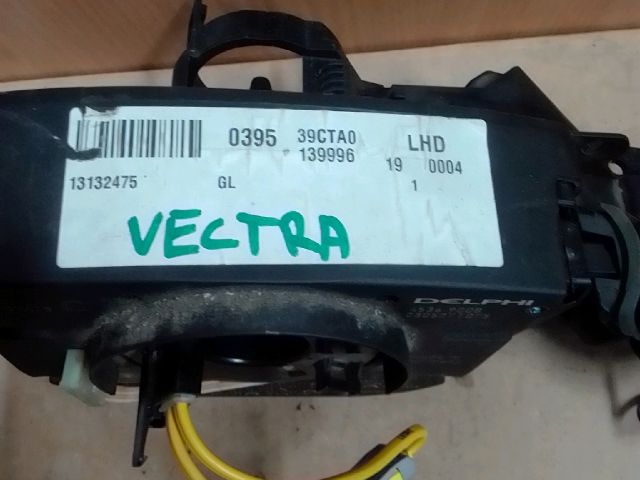 0395 39CTA0 LHD
139996 19 0004
13132475 GL 1
VECTRA
DELPHI